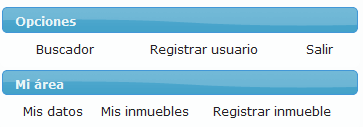 Opciones
Buscador Registrar usuario Salir
Mi área
Mis datos Mis inmuebles Registrar inmueble